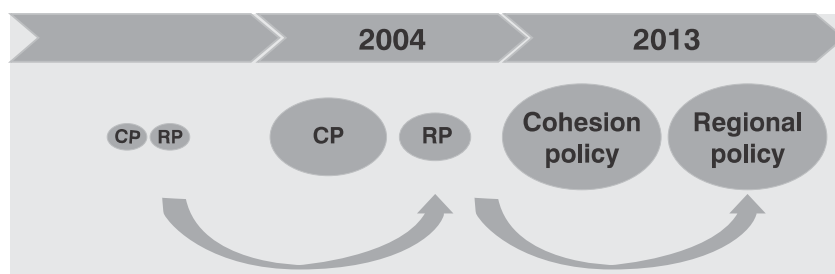 2004
2013
CP
RP
CP
RP
Cohesion
policy
Regional
policy